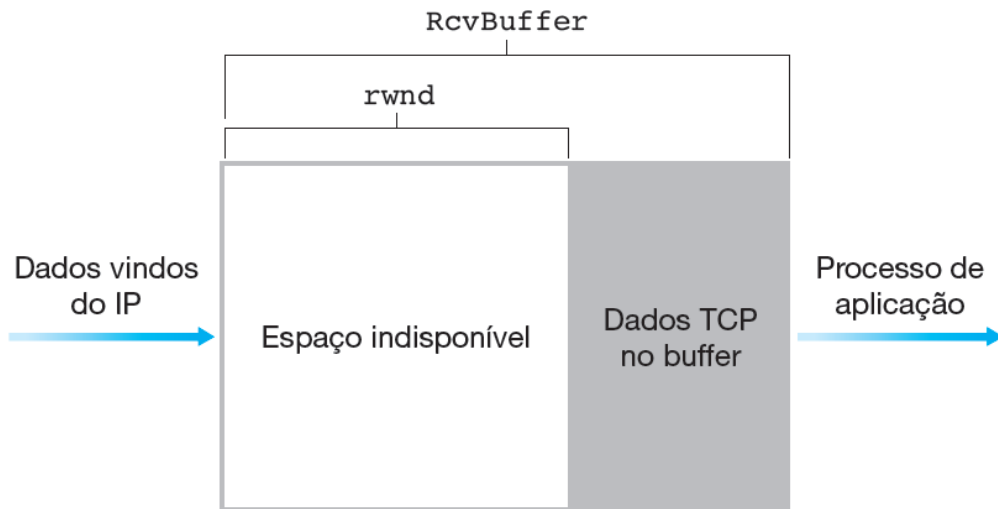 RcvBuffer
rwnd
Dados vindos
do IP
Espaço indisponível
Dados TCP
no buffer
Processo de
aplicação